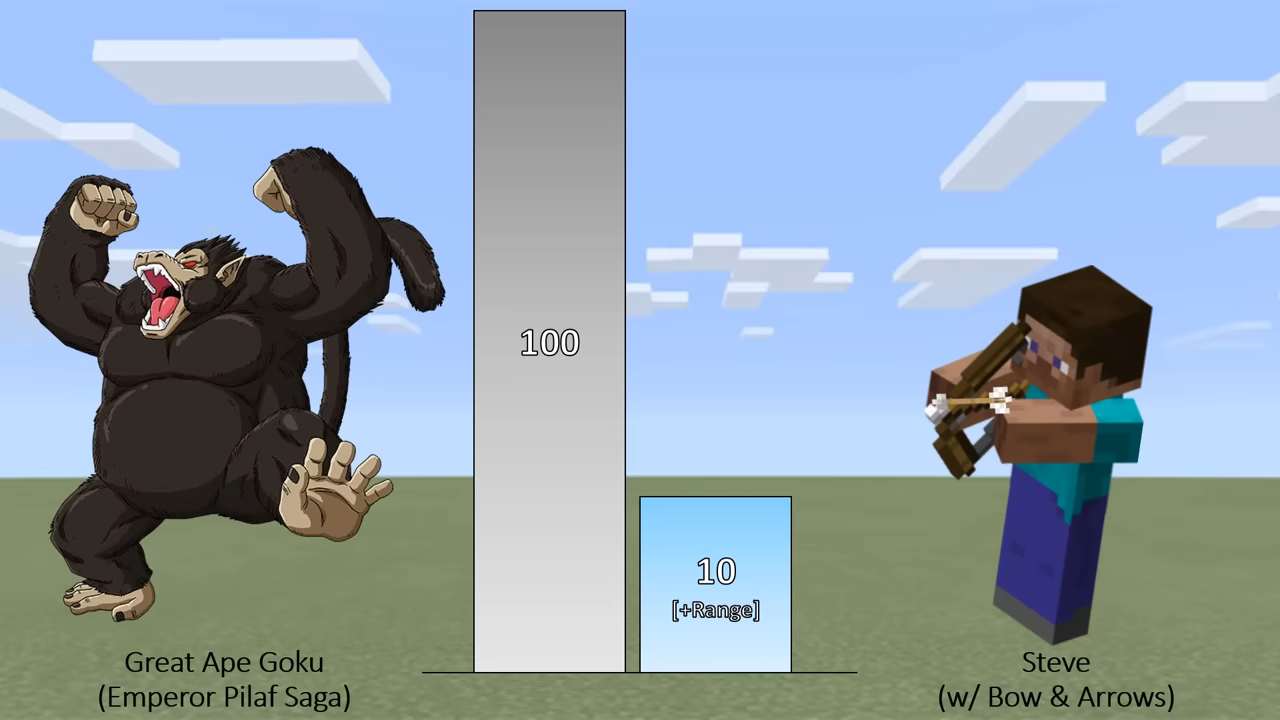 100
10
[+Range]
Great Ape Goku
(Emperor Pilaf Saga)
Steve
(w/ Bow & Arrows)